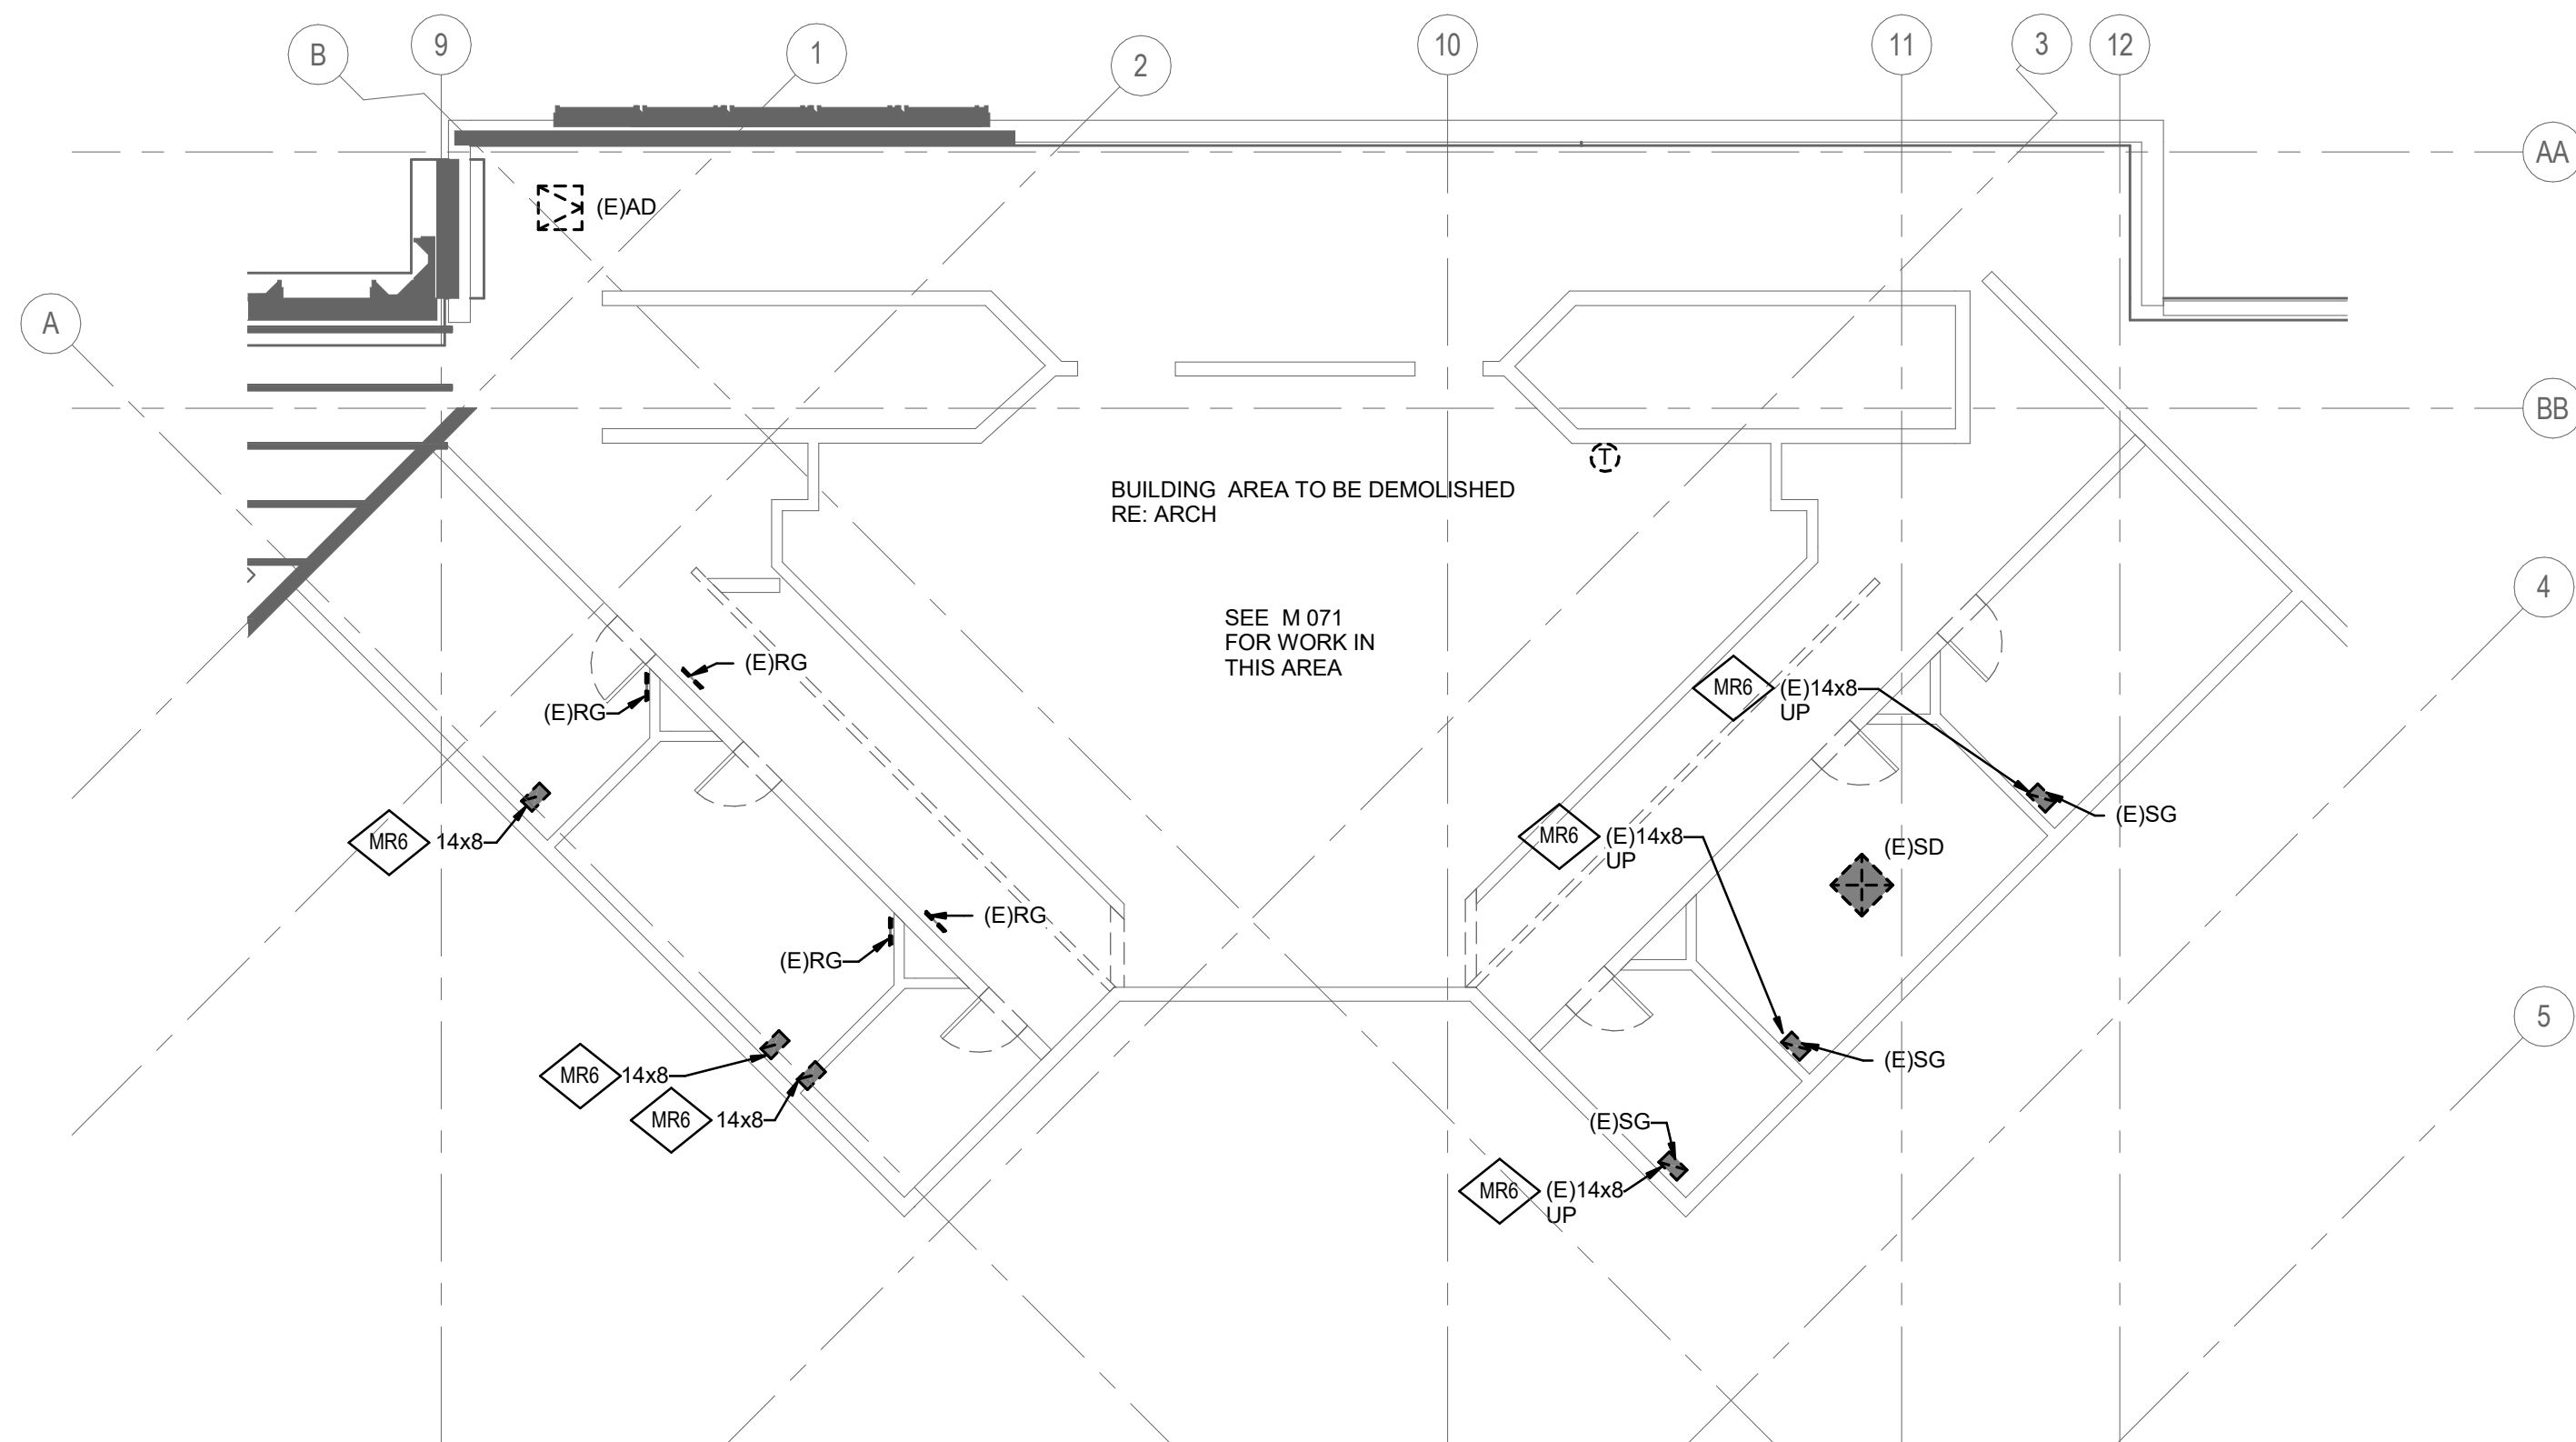 B
9
1
2
10
11
3
12
AA
(E)AD
A
BB
T
BUILDING AREA TO BE DEMOLISHED
RE: ARCH
4
SEE M 071
FOR WORK IN
THIS AREA
(E)RG
(E)RG
MR6 (E)14x8
UP
MR6 14x8
(E)SG
MR6 (E)14x8
UP
(E)SD
(E)RG
(E)RG
5
MR6 14x8
(E)SG
MR6 14x8
(E)SG
MR6 (E)14x8
UP